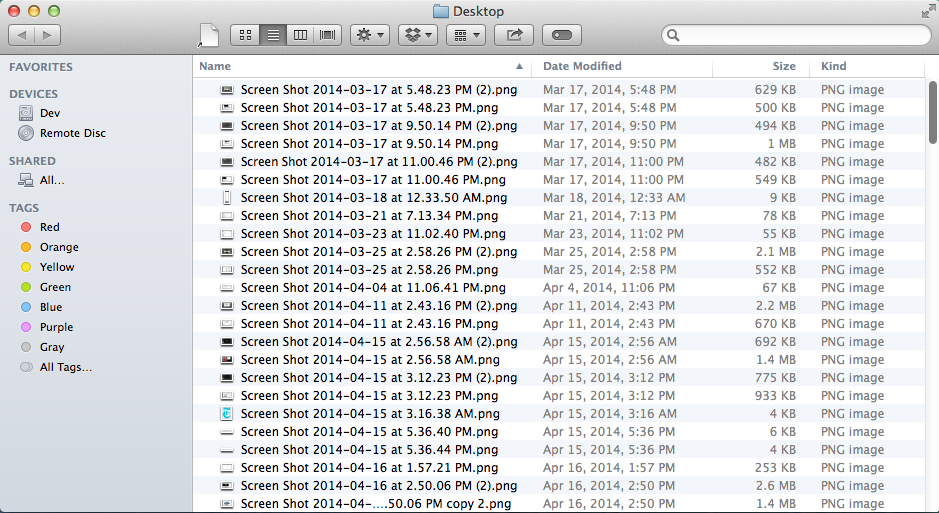 Desktop
FAVORITES
DEVICES
Dev
Remote Disc
SHARED
All...
TAGS
Red
Orange
Yellow
Green
Blue
Purple
Gray
All Tags...
Name Date Modified Size Kind
Screen Shot 2014-03-17 at 5.48.23 PM (2).png Mar 17, 2014, 5:48 PM 629 KB PNG image
Screen Shot 2014-03-17 at 5.48.23 PM.png Mar 17, 2014, 5:48 PM 500 KB PNG image
Screen Shot 2014-03-17 at 9.50.14 PM (2).png Mar 17, 2014, 9:50 PM 494 KB PNG image
Screen Shot 2014-03-17 at 9.50.14 PM.png Mar 17, 2014, 9:50 PM 1 MB PNG image
Screen Shot 2014-03-17 at 11.00.46 PM (2).png Mar 17, 2014, 11:00 PM 482 KB PNG image
Screen Shot 2014-03-17 at 11.00.46 PM.png Mar 17, 2014, 11:00 PM 549 KB PNG image
Screen Shot 2014-03-18 at 12.33.50 AM.png Mar 18, 2014, 12:33 AM 9 KB PNG image
Screen Shot 2014-03-21 at 7.13.34 PM.png Mar 21, 2014, 7:13 PM 78 KB PNG image
Screen Shot 2014-03-23 at 11.02.40 PM.png Mar 23, 2014, 11:02 PM 55 KB PNG image
Screen Shot 2014-03-25 at 2.58.26 PM (2).png Mar 25, 2014, 2:58 PM 2.1 MB PNG image
Screen Shot 2014-03-25 at 2.58.26 PM.png Mar 25, 2014, 2:58 PM 552 KB PNG image
Screen Shot 2014-04-04 at 11.06.41 PM.png Apr 4, 2014, 11:06 PM 67 KB PNG image
Screen Shot 2014-04-11 at 2.43.16 PM (2).png Apr 11, 2014, 2:43 PM 2.2 MB PNG image
Screen Shot 2014-04-11 at 2.43.16 PM.png Apr 11, 2014, 2:43 PM 670 KB PNG image
Screen Shot 2014-04-15 at 2.56.58 AM (2).png Apr 15, 2014, 2:56 AM 692 KB PNG image
Screen Shot 2014-04-15 at 2.56.58 AM.png Apr 15, 2014, 2:56 AM 1.4 MB PNG image
Screen Shot 2014-04-15 at 3.12.23 PM (2).png Apr 15, 2014, 3:12 PM 775 KB PNG image
Screen Shot 2014-04-15 at 3.12.23 PM.png Apr 15, 2014, 3:12 PM 933 KB PNG image
Screen Shot 2014-04-15 at 3.16.38 AM.png Apr 15, 2014, 3:16 AM 4 KB PNG image
Screen Shot 2014-04-15 at 5.36.40 PM.png Apr 15, 2014, 5:36 PM 6 KB PNG image
Screen Shot 2014-04-15 at 5.36.44 PM.png Apr 15, 2014, 5:36 PM 4 KB PNG image
Screen Shot 2014-04-16 at 1.57.21 PM.png Apr 16, 2014, 1:57 PM 253 KB PNG image
Screen Shot 2014-04-16 at 2.50.06 PM (2).png Apr 16, 2014, 2:50 PM 2.6 MB PNG image
Screen Shot 2014-04-....50.06 PM copy 2.png Apr 16, 2014, 2:50 PM 1.4 MB PNG image